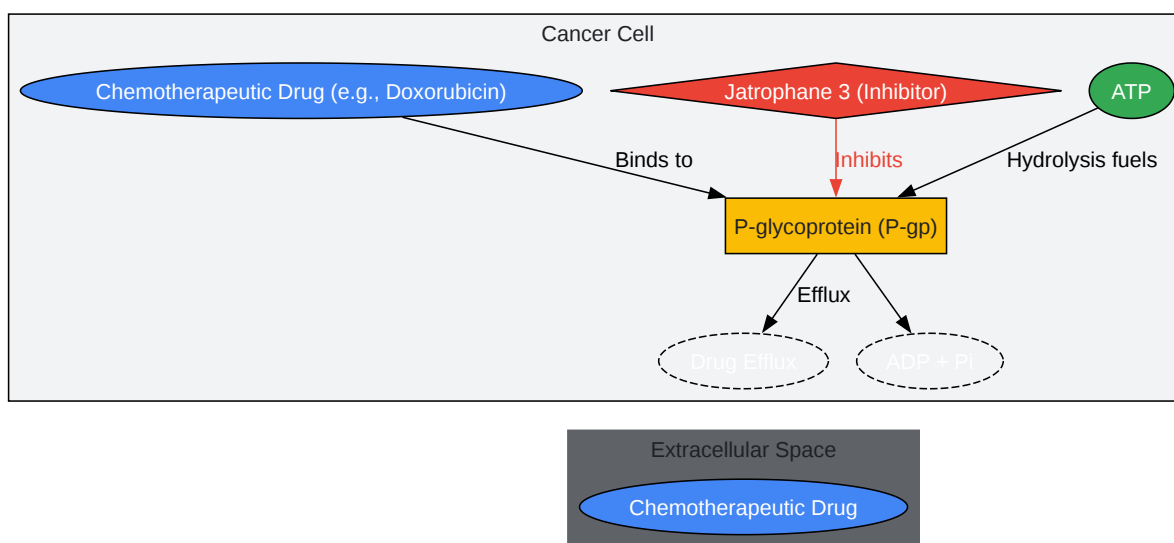 Cancer Cell
Chemotherapeutic Drug (e.g., Doxorubicin)
Jatrophane 3 (Inhibitor)
ATP
Binds to
Inhibits
Hydrolysis fuels
P-glycoprotein (P-gp)
Efflux
Drug Efflux
ADP + Pi
Extracellular Space
Chemotherapeutic Drug